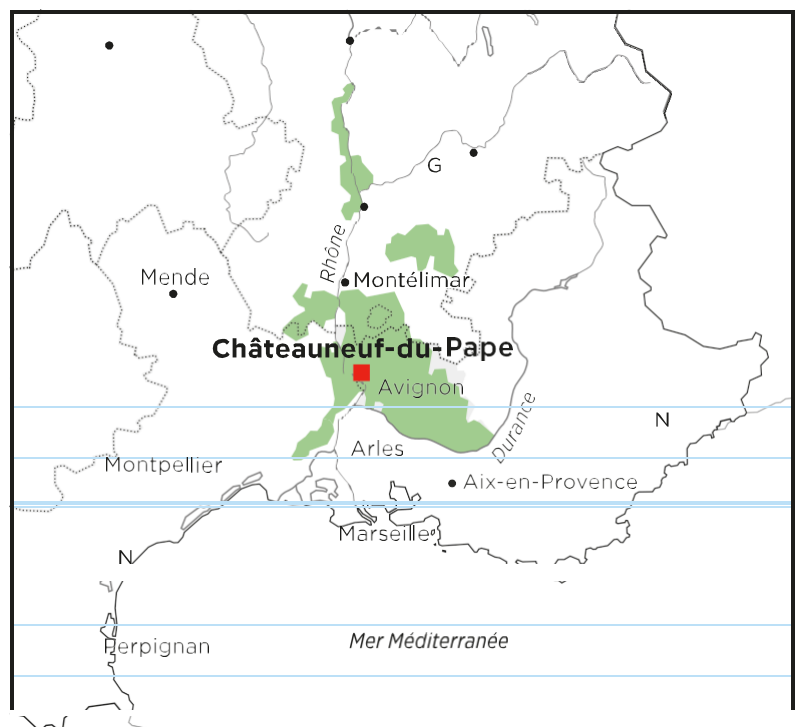 G
Rhône
Mende
Montélimar
Châteauneuf-du-Pape
Avignon
Durance
N
Arles
Montpellier
Aix-en-Provence
Marseille
N
Perpignan
Mer Méditerranée